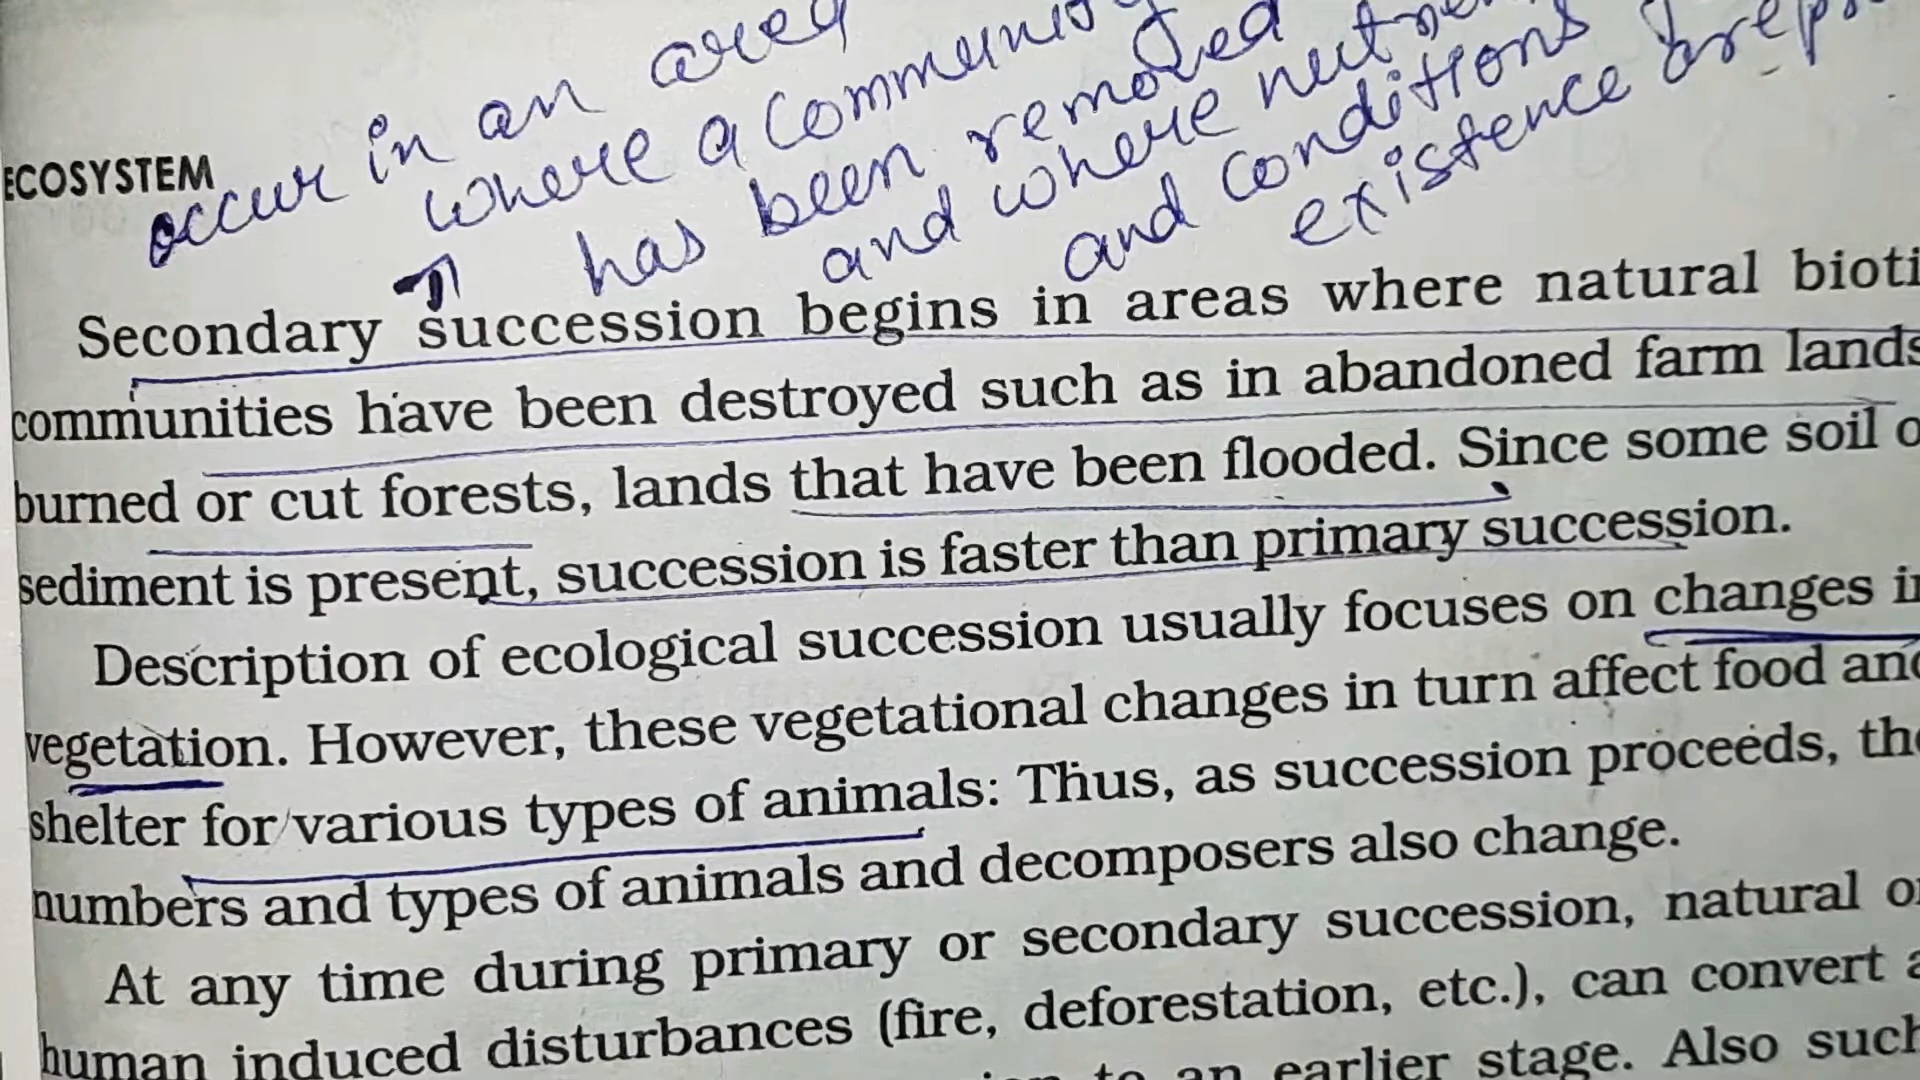 occur in an area
where a community
has been removed
and where
and conditions
existence
ECOSYSTEM
Secondary succession begins in areas where natural bioti
communities have been destroyed such as in abandoned farm lands
burned or cut forests, lands that have been flooded. Since some soil o
sediment is present, succession is faster than primary succession.
Description of ecological succession usually focuses on changes in
vegetation. However, these vegetational changes in turn affect food and
shelter for various types of animals: Thus, as succession proceeds, the
numbers and types of animals and decomposers also change.
At any time during primary or secondary succession, natural or
human induced disturbances (fire, deforestation, etc.), can convert a
to an earlier stage. Also such